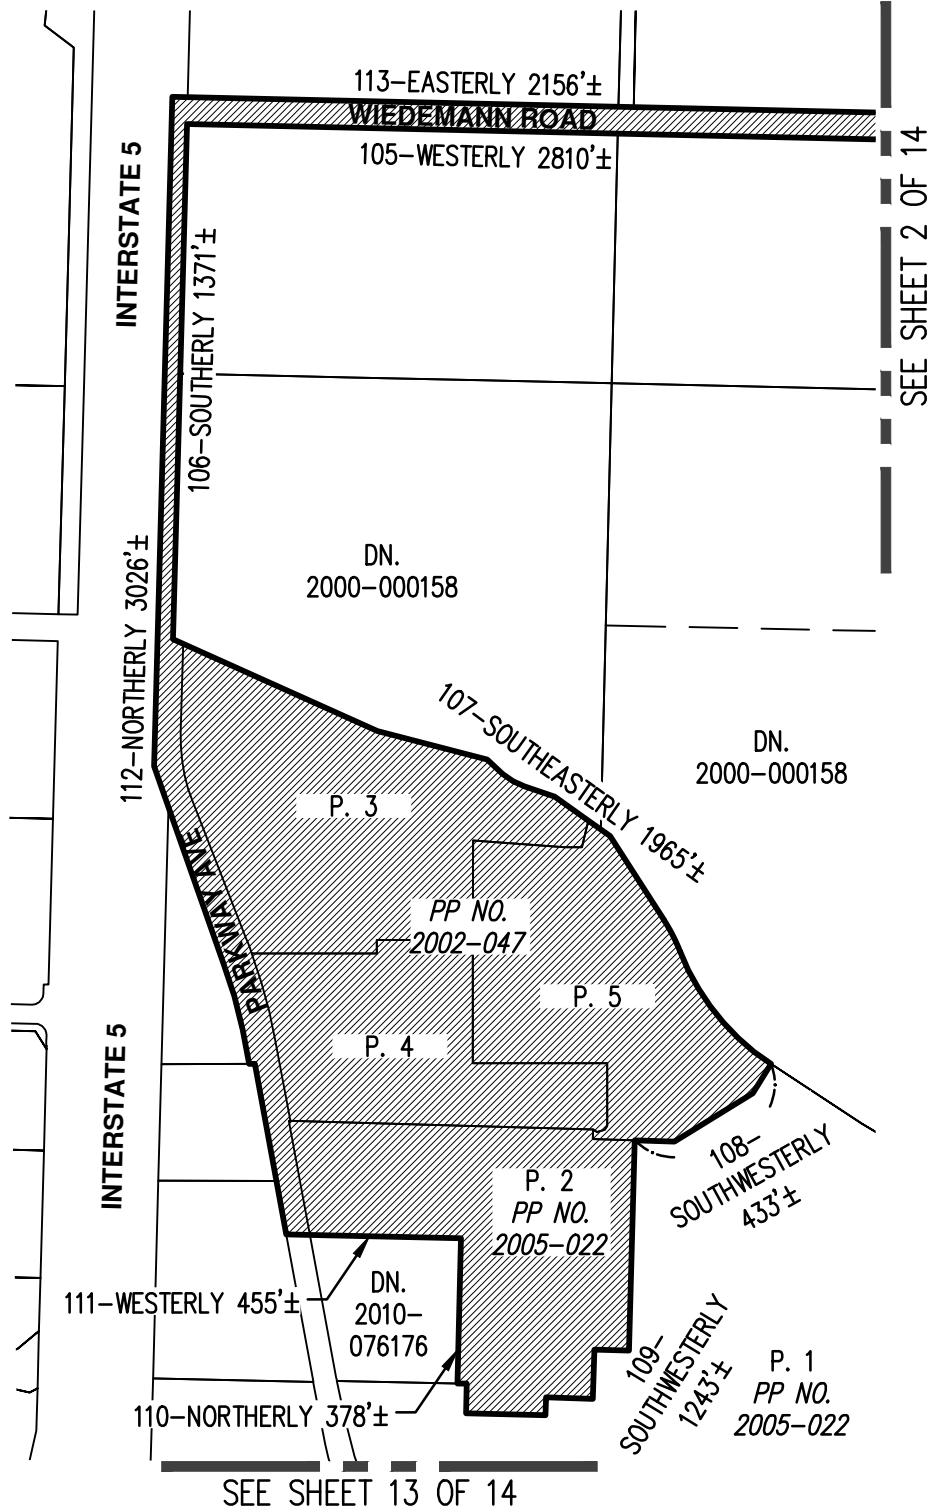 113-EASTERLY 2156'±
WIEDEMANN ROAD
105-WESTERLY 2810'±
INTERSTATE 5
106-SOUTHERLY 1371'±
SEE SHEET 2 OF 14
DN.
2000-000158
112-NORTHERLY 3026'±
107-SOUTHEASTERLY 1965'±
DN.
2000-000158
P. 3
PARKWAY AVE
PP NO.
2002-047
P. 5
P. 4
INTERSTATE 5
108-
SOUTHWESTERLY
433'±
P. 2
PP NO.
2005-022
111-WESTERLY 455'±
DN.
2010-
076176
109-
SOUTHWESTERLY
1243'±
P. 1
PP NO.
2005-022
110-NORTHERLY 378'±
SEE SHEET 13 OF 14